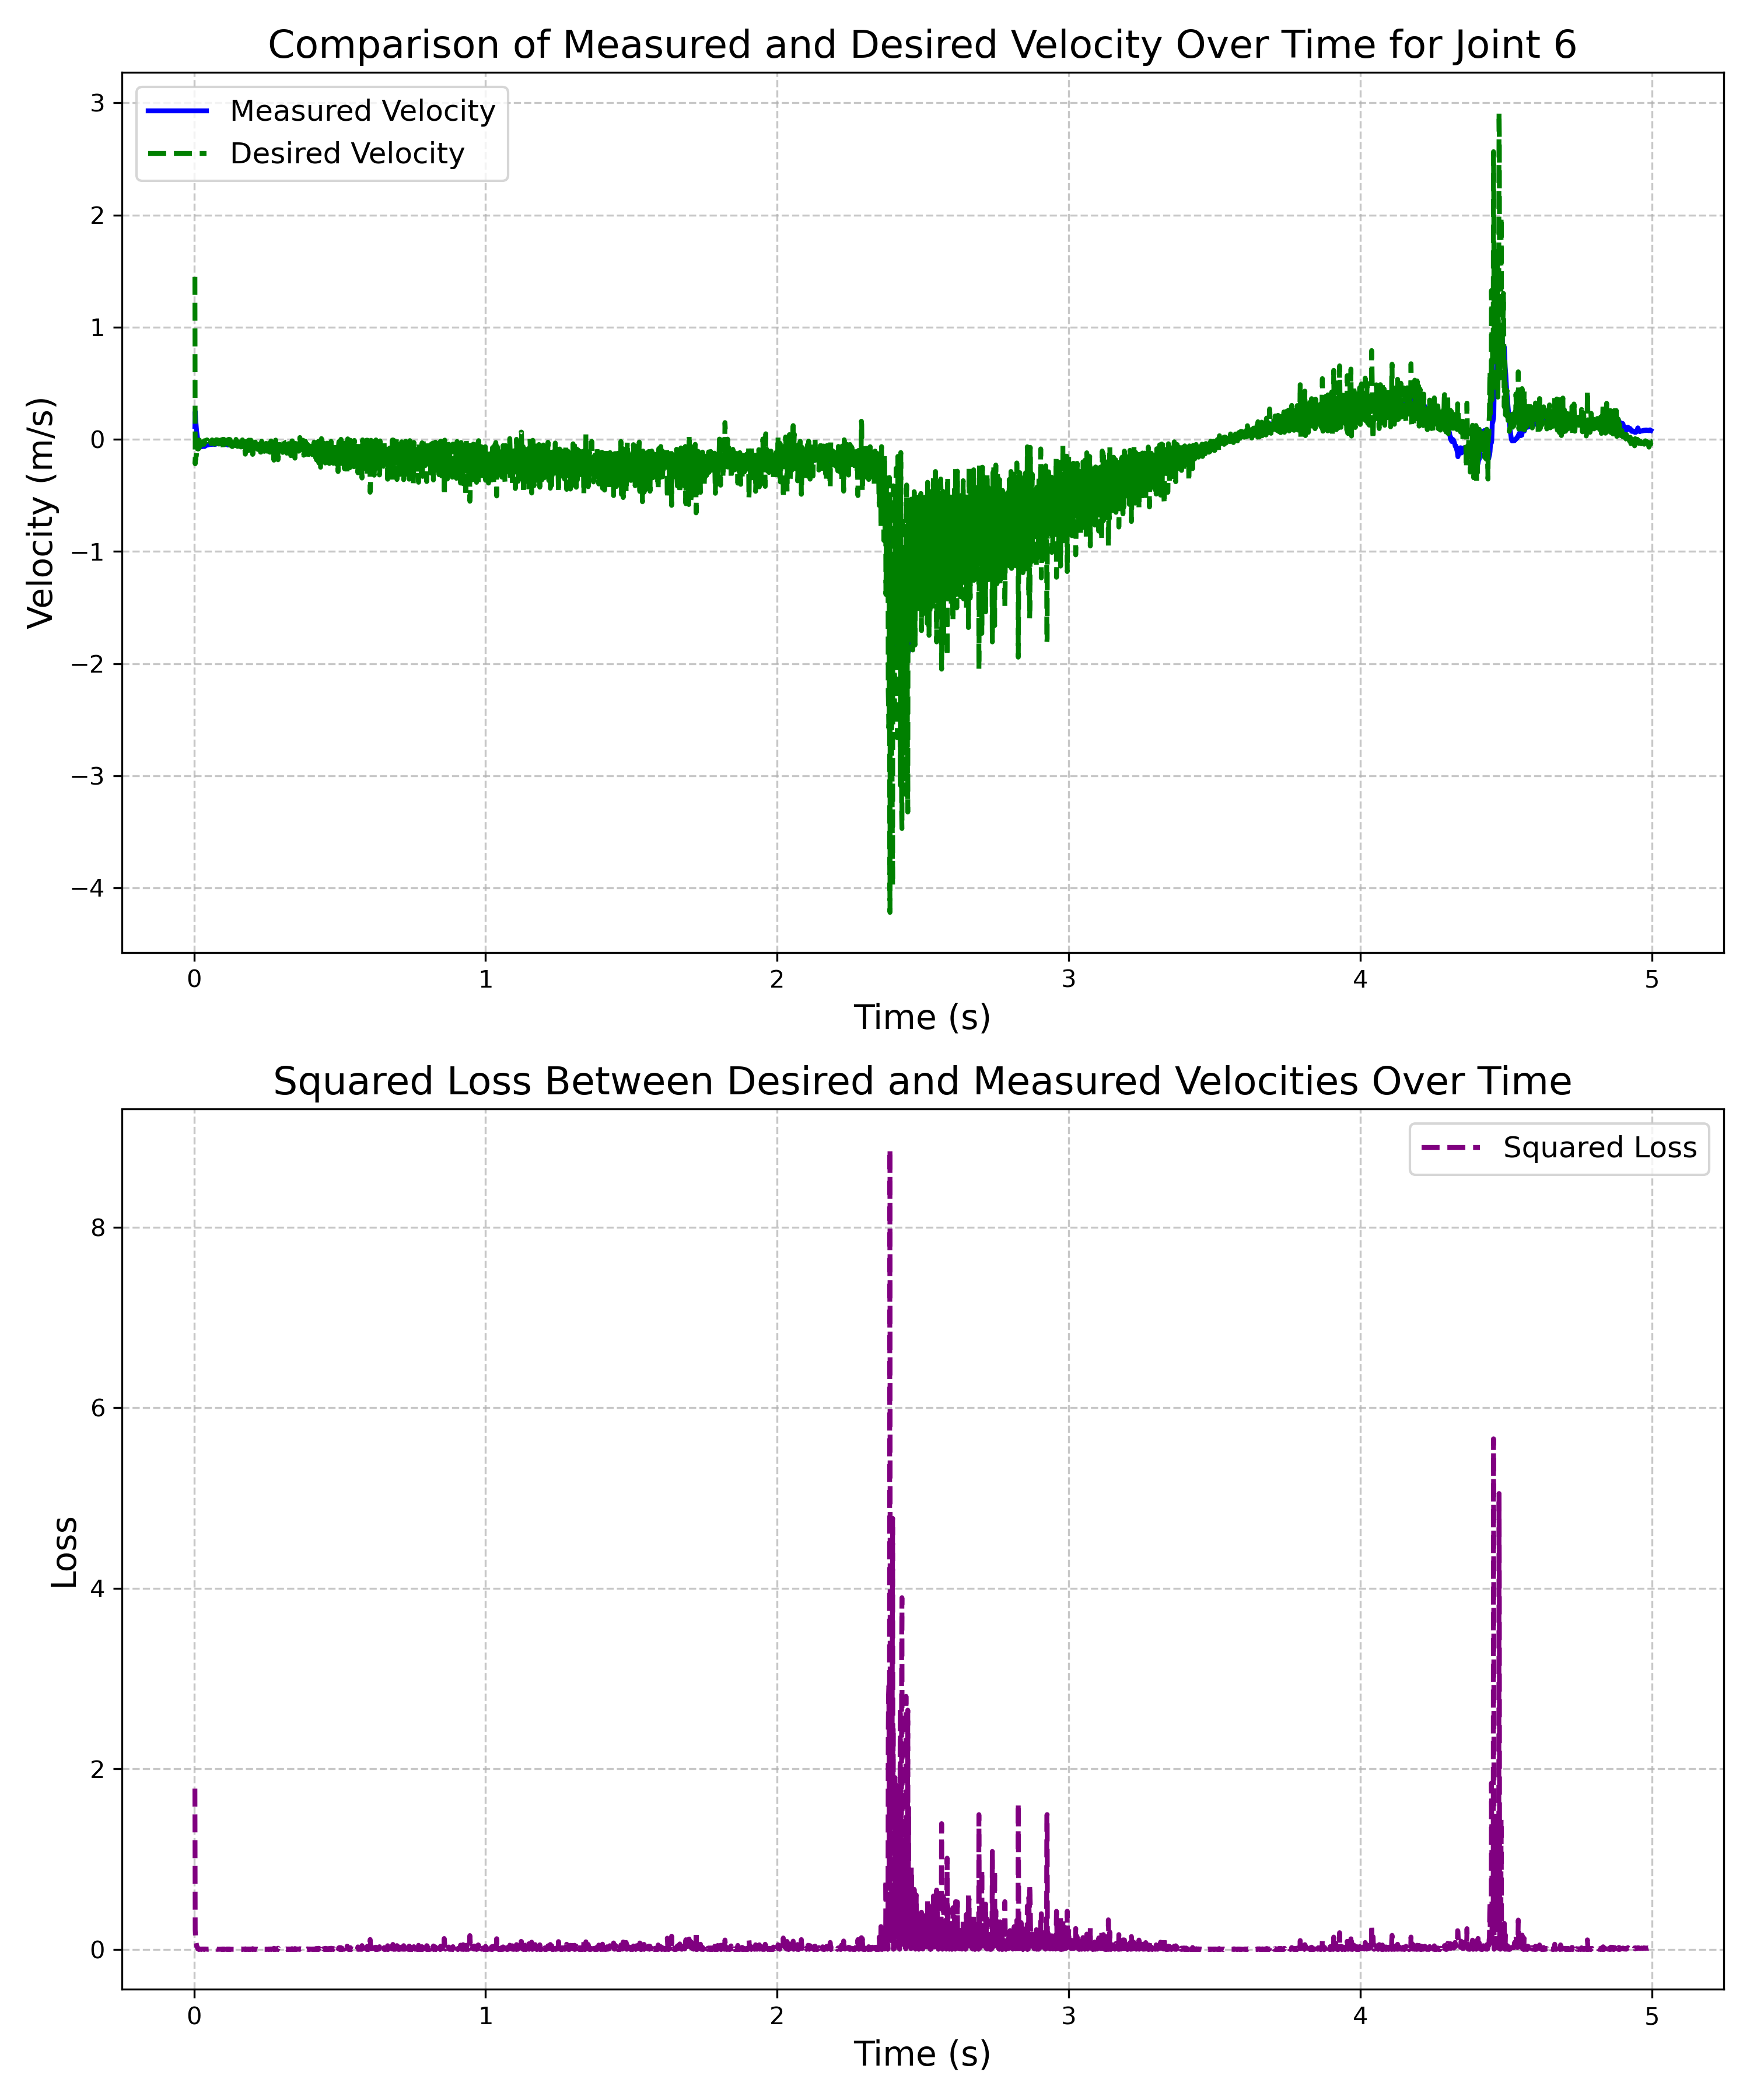 Comparison of Measured and Desired Velocity Over Time for Joint 6
Measured Velocity
Desired Velocity
Velocity (m/s)
3
2
1
0
−1
−2
−3
−4
0 1 2 3 4 5
Time (s)
Squared Loss Between Desired and Measured Velocities Over Time
Squared Loss
Loss
8
6
4
2
0
0 1 2 3 4 5
Time (s)